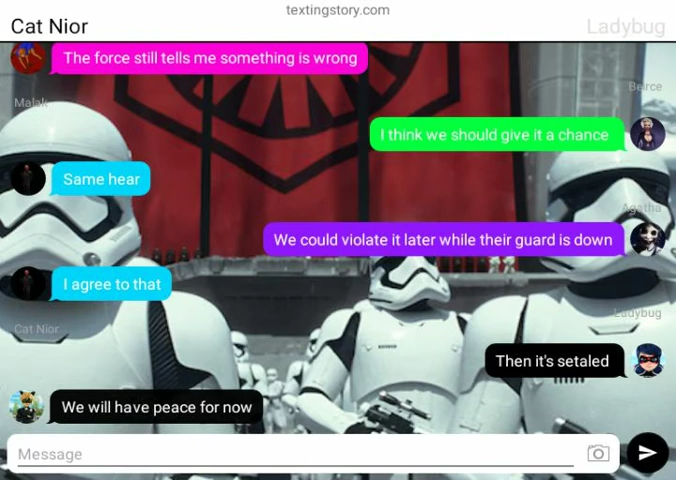 textingstory.com
Cat Nior
Ladybug
The force still tells me something is wrong
Beirce
Malak
I think we should give it a chance
Same hear
Agatha
We could violate it later while their guard is down
I agree to that
Ladybug
Cat Nior
Then it's setaled
We will have peace for now
Message